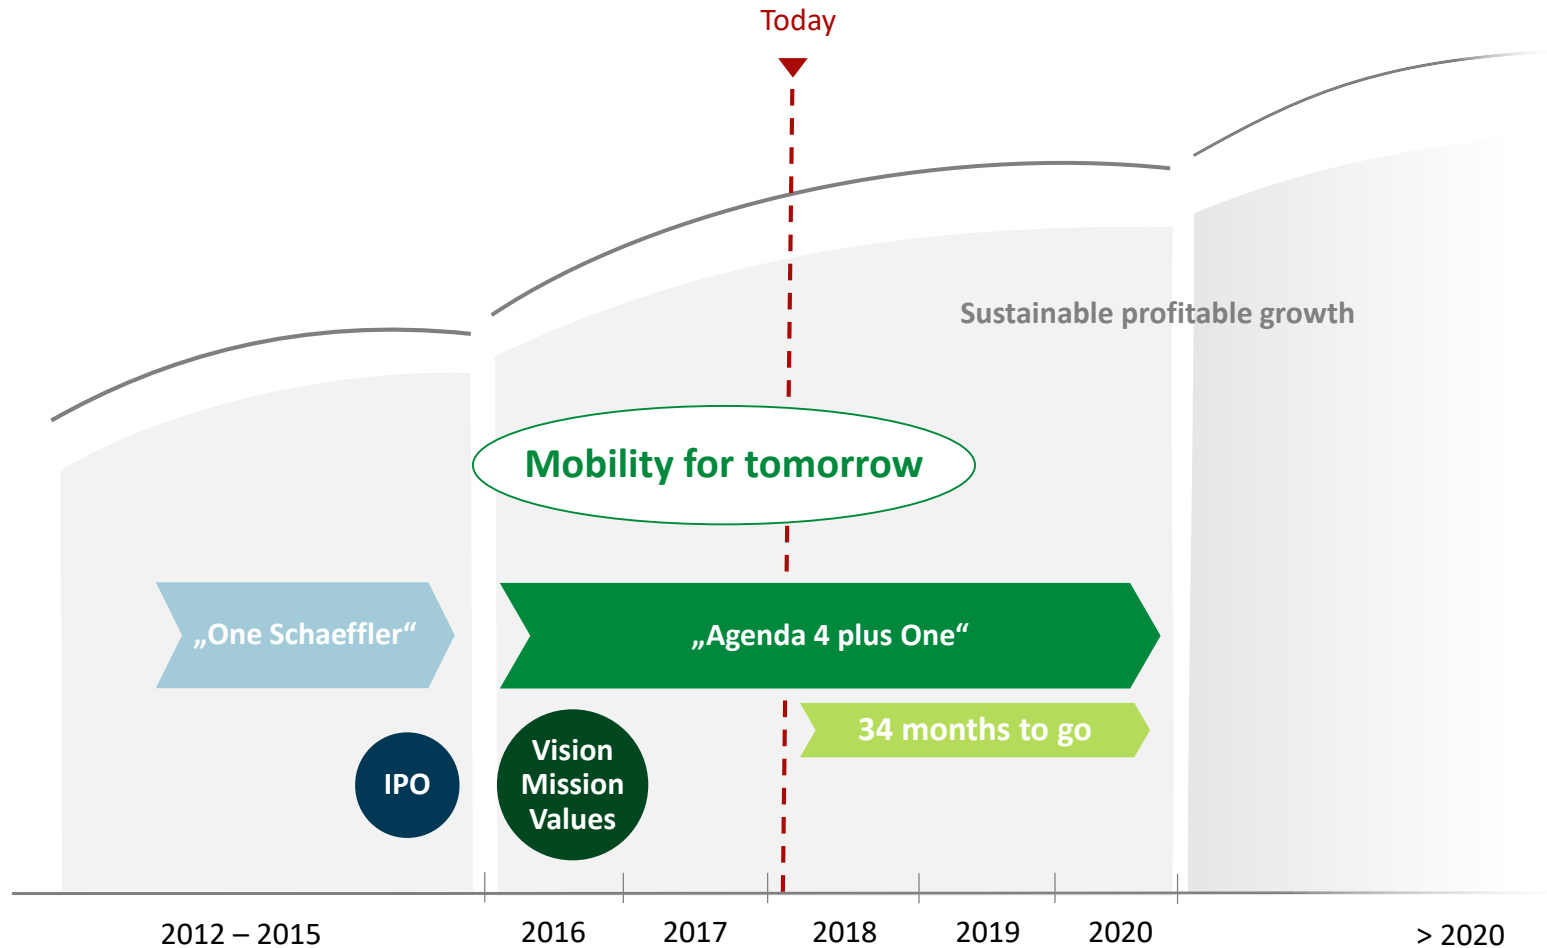 Today
Sustainable profitable growth
Mobility for tomorrow
„One Schaeffler“
„Agenda 4 plus One“
34 months to go
IPO
Vision
Mission
Values
2012 – 2015
2016
2017
2018
2019
2020
> 2020